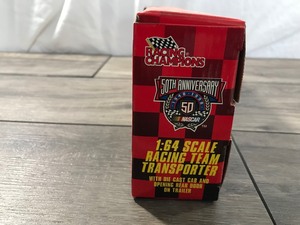 RACING
CHAMPIONS
50TH ANNIVERSARY
50
NASCAR
1:64 SCALE
RACING TEAM
TRANSPORTER
WITH DIE CAST CAB AND
OPENING REAR DOOR
ON TRAILER